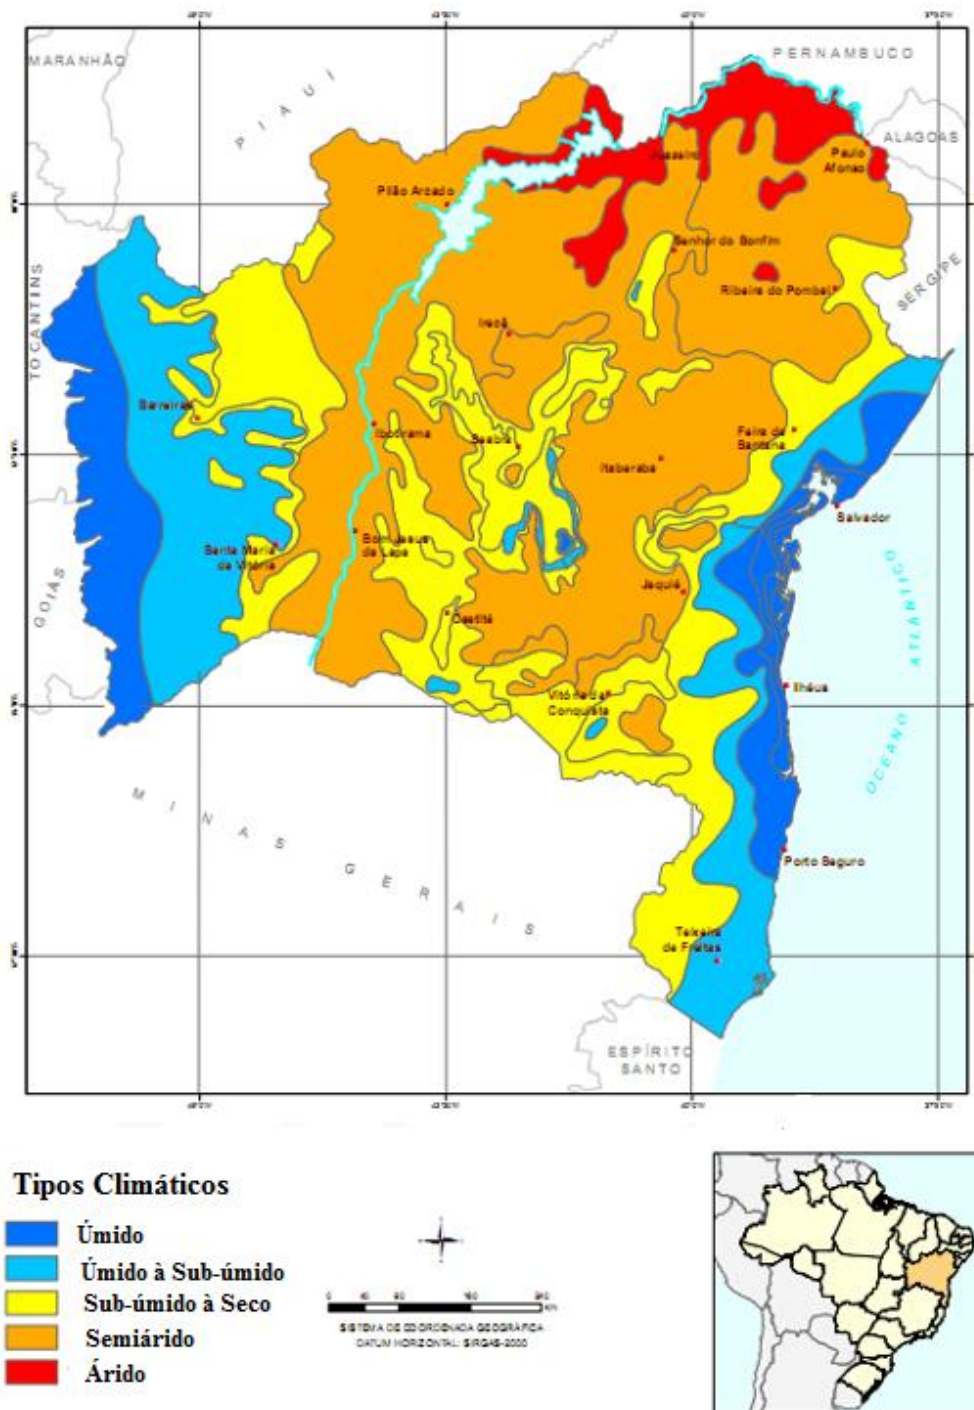 MARANHÃO
PIAUÍ
PERNAMBUCO
ALAGOAS
SERGIPE
TOCANTINS
GOIÁS
MINAS GERAIS
ESPÍRITO
SANTO
OCEANO ATLÂNTICO
Juazeiro
Paulo
Afonso
Pilão Arcado
Senhor do Bonfim
Ribeira do Pombal
Irecê
Barreiras
Ibotirama
Seabra
Feira de
Santana
Itaberaba
Salvador
Santa Maria
da Vitória
Bom Jesus
da Lapa
Jequié
Caetité
Ilhéus
Vitória da
Conquista
Porto Seguro
Teixeira
de Freitas
Tipos Climáticos
Úmido
Úmido à Sub-úmido
Sub-úmido à Seco
Semiárido
Árido
SISTEMA DE COORDENADA GEOGRÁFICA
DATUM HORIZONTAL: SIRGAS-2000